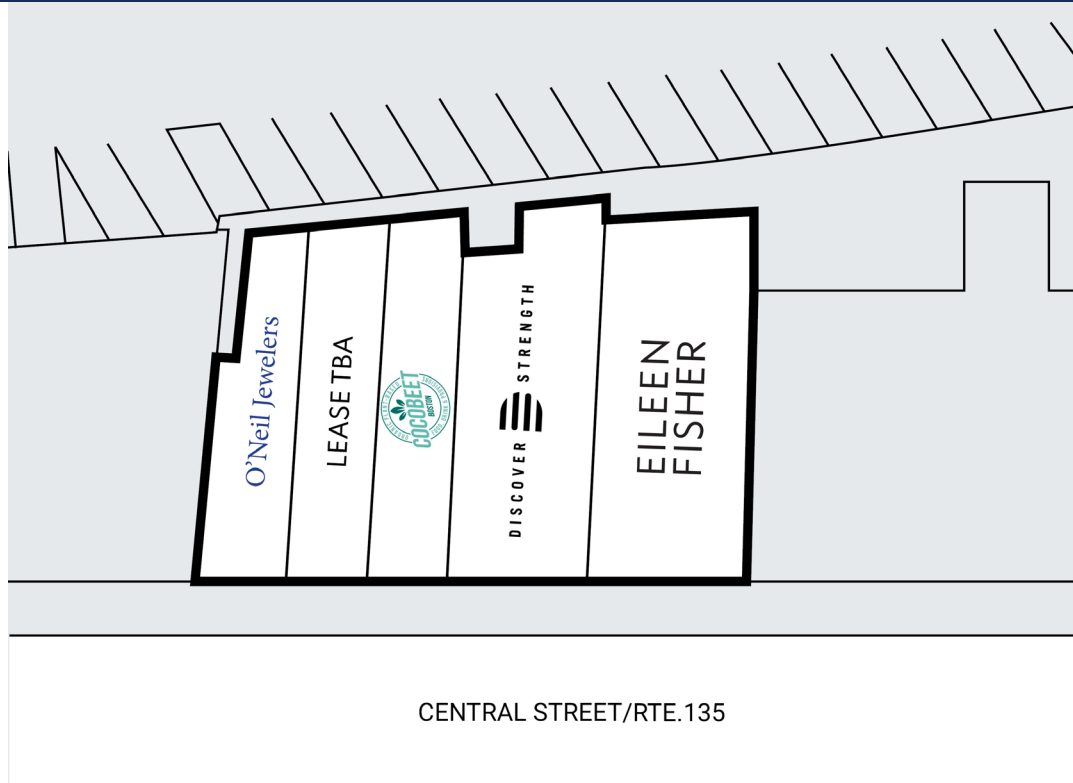 O'Neil Jewelers
LEASE TBA
COCOBEET
BOSTON
DISCOVER STRENGTH
EILEEN
FISHER
CENTRAL STREET/RTE.135